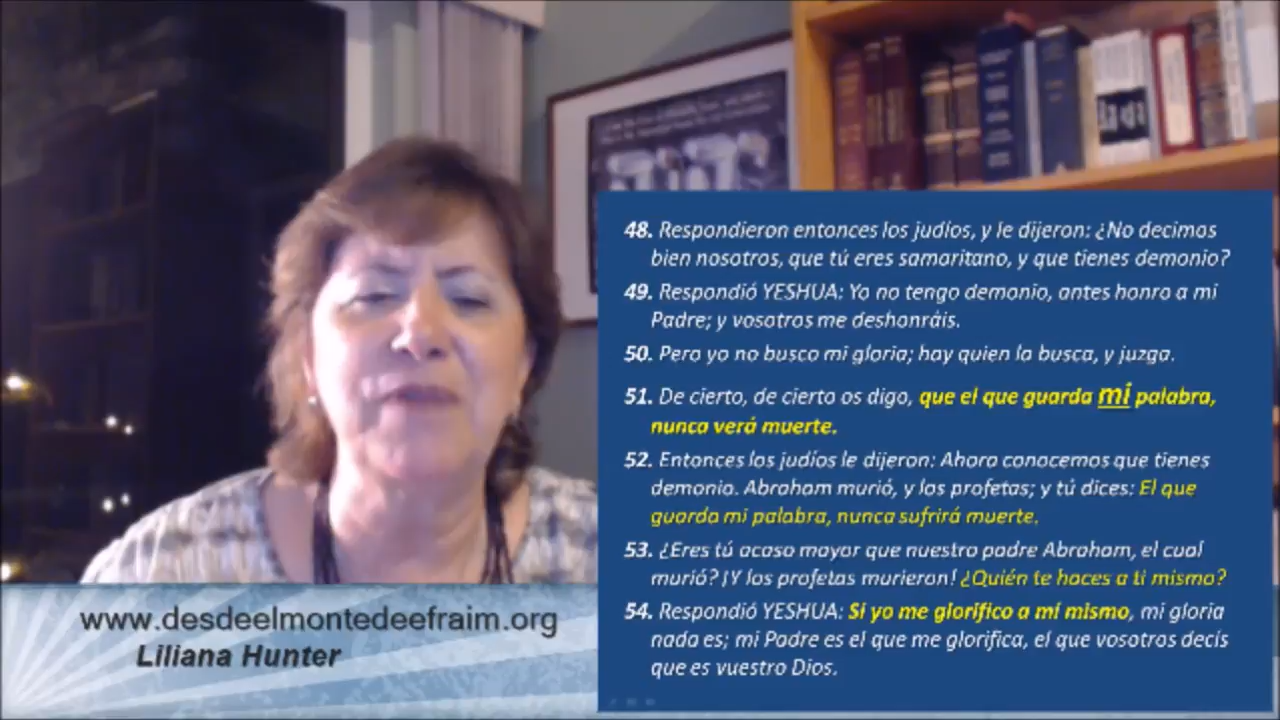 48. Respondieron entonces los judíos, y le dijeron: ¿No decimos
bien nosotros, que tú eres samaritano, y que tienes demonio?
49. Respondió YESHUA: Yo no tengo demonio, antes honro a mi
Padre; y vosotros me deshonráis.
50. Pero yo no busco mi gloria; hay quien la busca, y juzga.
51. De cierto, de cierto os digo, que el que guarda mi palabra,
nunca verá muerte.
52. Entonces los judíos le dijeron: Ahora conocemos que tienes
demonio. Abraham murió, y los profetas; y tú dices: El que
guarda mi palabra, nunca sufrirá muerte.
53. ¿Eres tú acaso mayor que nuestro padre Abraham, el cual
murió? ¡Y los profetas murieron! ¿Quién te haces a ti mismo?
54. Respondió YESHUA: Si yo me glorifico a mí mismo, mi gloria
nada es; mi Padre es el que me glorifica, el que vosotros decís
que es vuestro Dios.
www.desdeelmontedeefraim.org
Liliana Hunter